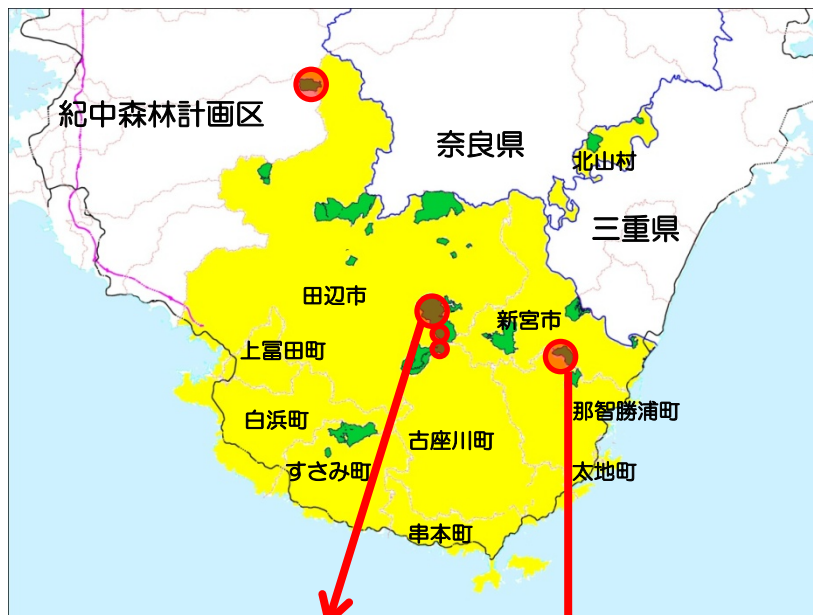 紀中森林計画区
奈良県
北山村
三重県
田辺市
新宮市
上富田町
白浜町
那智勝浦町
古座川町
すさみ町
太地町
串本町